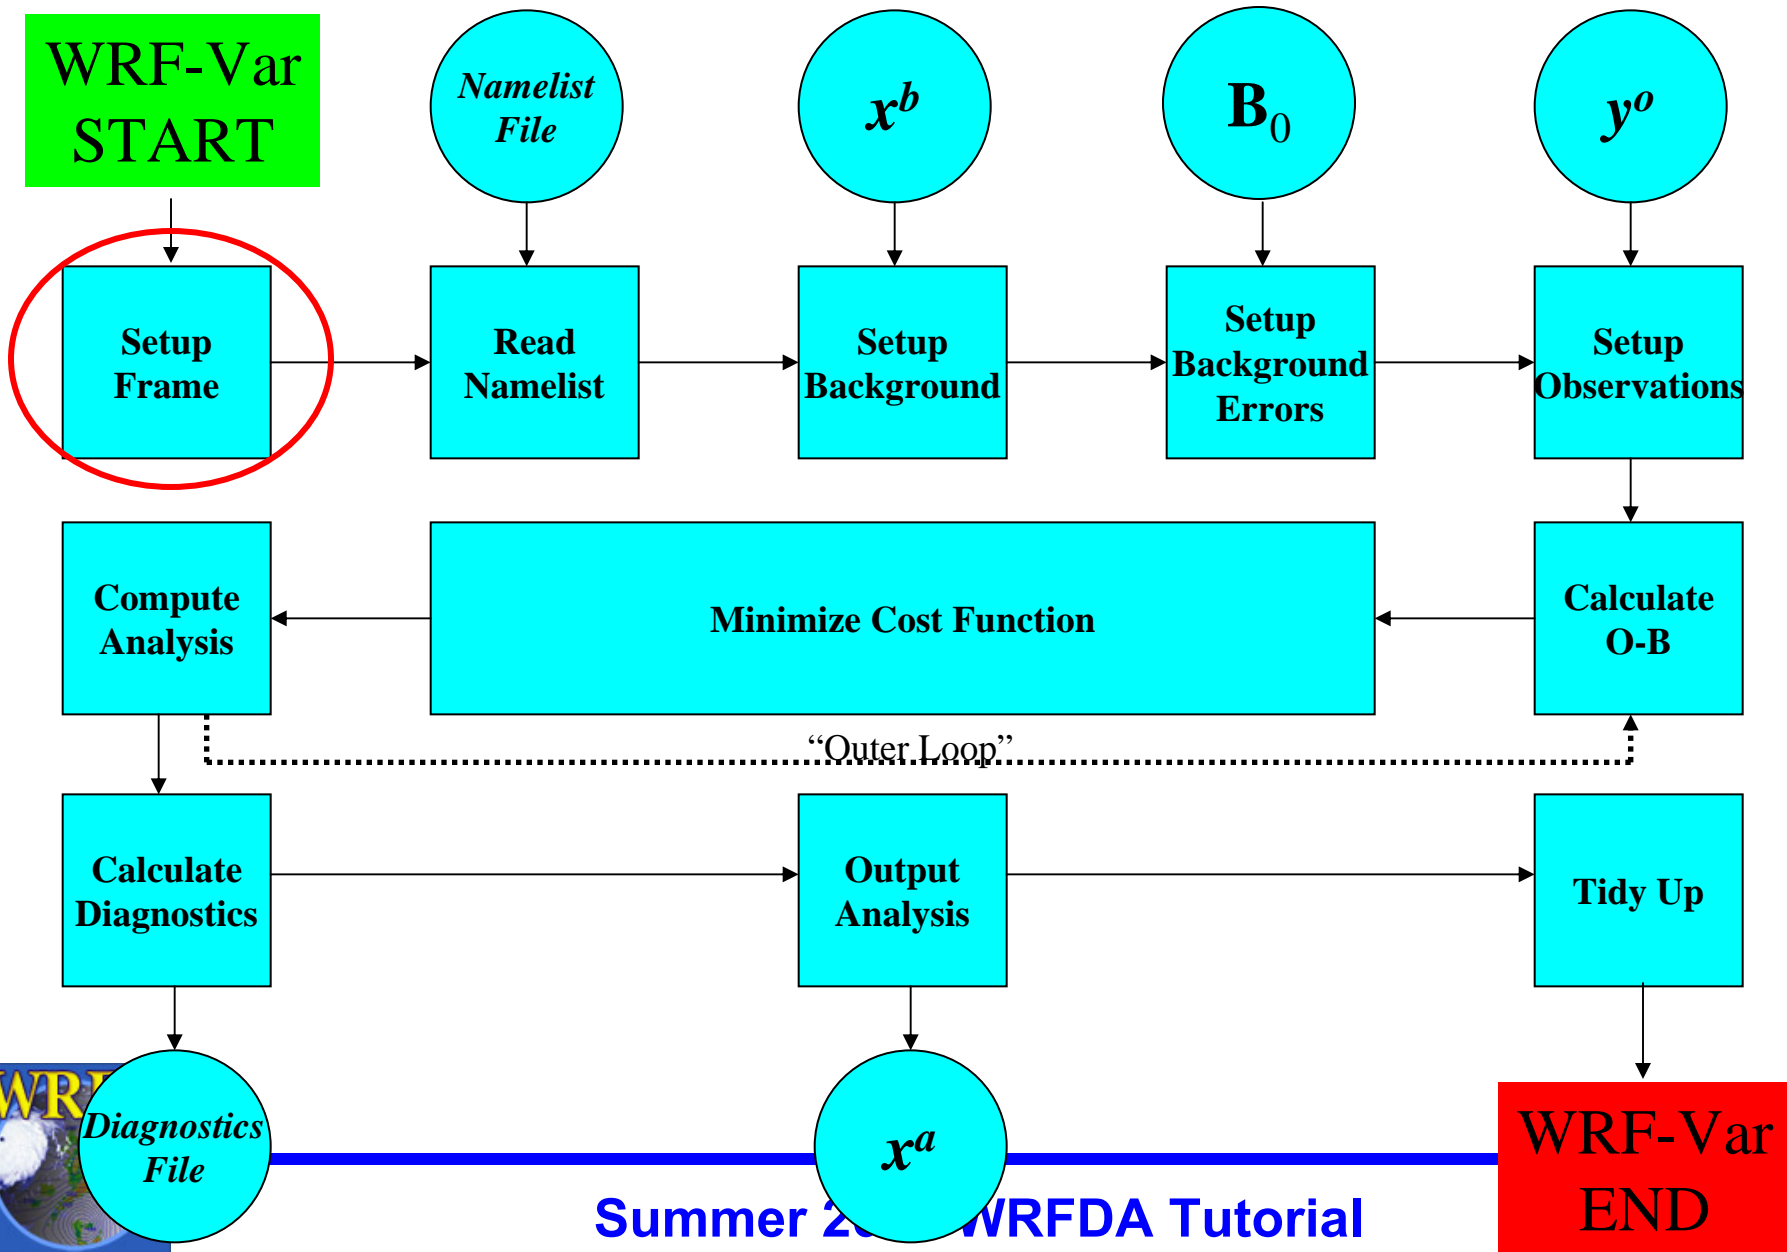 WRF-Var
START
Namelist
File
x^b
B₀
y^o
Setup
Frame
Read
Namelist
Setup
Background
Setup
Background
Errors
Setup
Observations
Compute
Analysis
Minimize Cost Function
Calculate
O-B
“Outer Loop”
Calculate
Diagnostics
Output
Analysis
Tidy Up
Diagnostics
File
x^a
WRF-Var
END
Summer WRFDA Tutorial